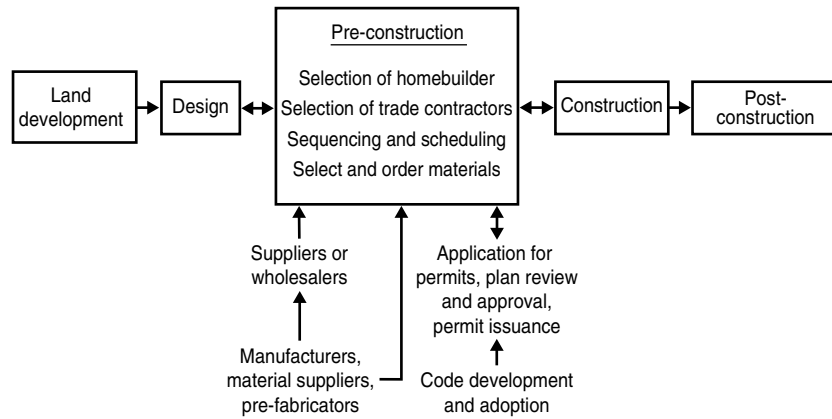 Land
development
Design
Pre-construction
Selection of homebuilder
Selection of trade contractors
Sequencing and scheduling
Select and order materials
Construction
Post-
construction
Suppliers or
wholesalers
Application for
permits, plan review
and approval,
permit issuance
Manufacturers,
material suppliers,
pre-fabricators
Code development
and adoption